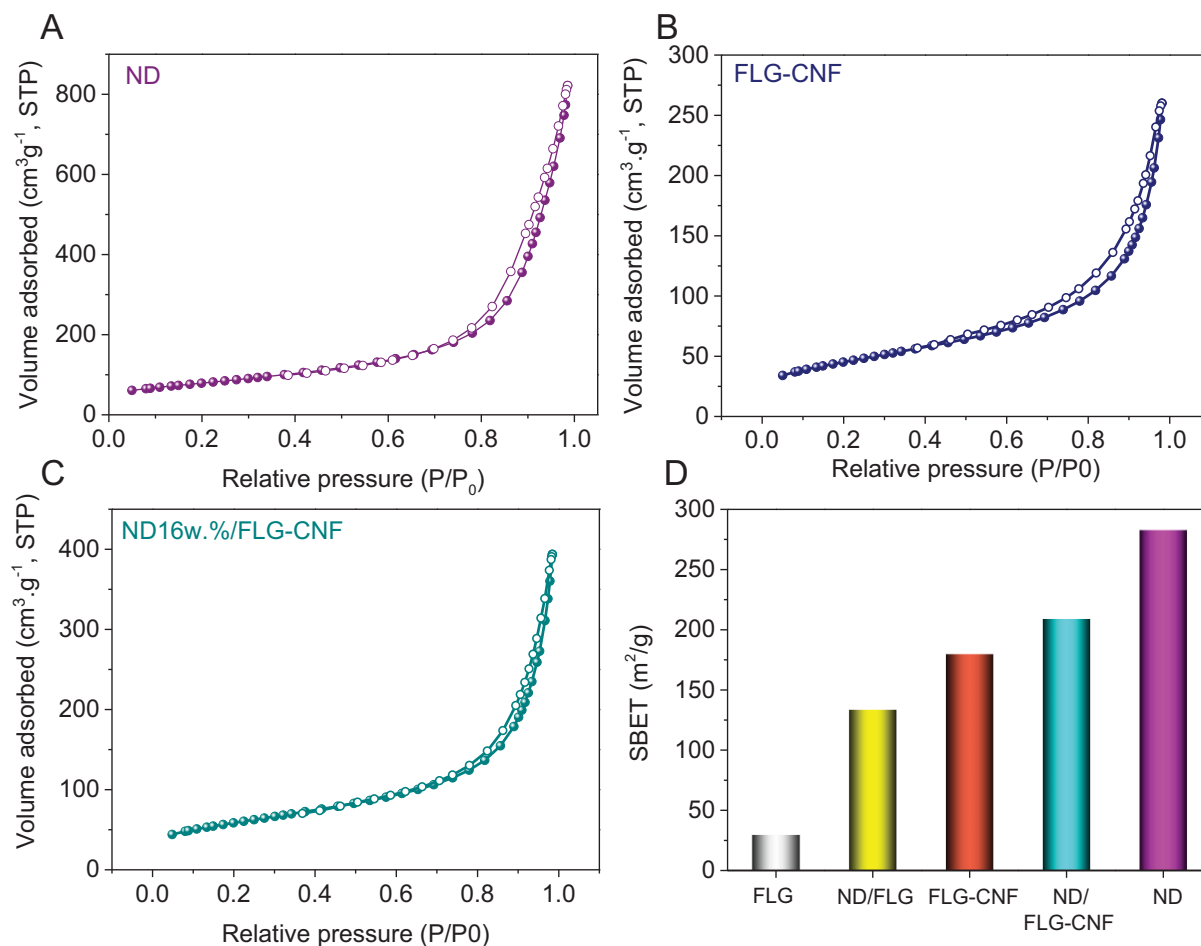 A
ND
800
600
400
200
0
Volume adsorbed (cm³g⁻¹, STP)
0.0 0.2 0.4 0.6 0.8 1.0
Relative pressure (P/P₀)
B
FLG-CNF
300
250
200
150
100
50
0
Volume adsorbed (cm³.g⁻¹, STP)
0.0 0.2 0.4 0.6 0.8 1.0
Relative pressure (P/P0)
C
ND16w.%/FLG-CNF
400
300
200
100
0
Volume adsorbed (cm³.g⁻¹, STP)
0.0 0.2 0.4 0.6 0.8 1.0
Relative pressure (P/P0)
D
300
250
200
150
100
50
0
SBET (m²/g)
FLG ND/FLG FLG-CNF ND/ ND
FLG-CNF